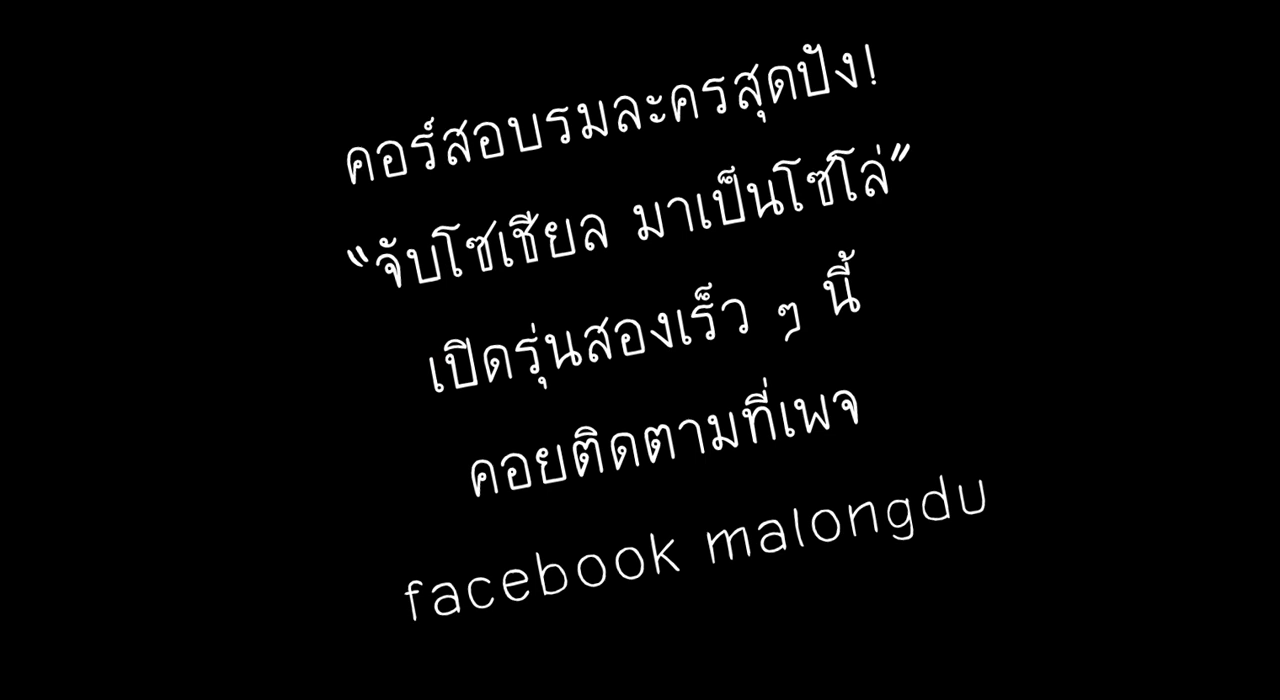 คอร์สอบรมละครสุดปัง!
“จับโซเชียล มาเป็นโซโล่”
เปิดรุ่นสองเร็ว ๆ นี้
คอยติดตามที่เพจ
facebook malongdu